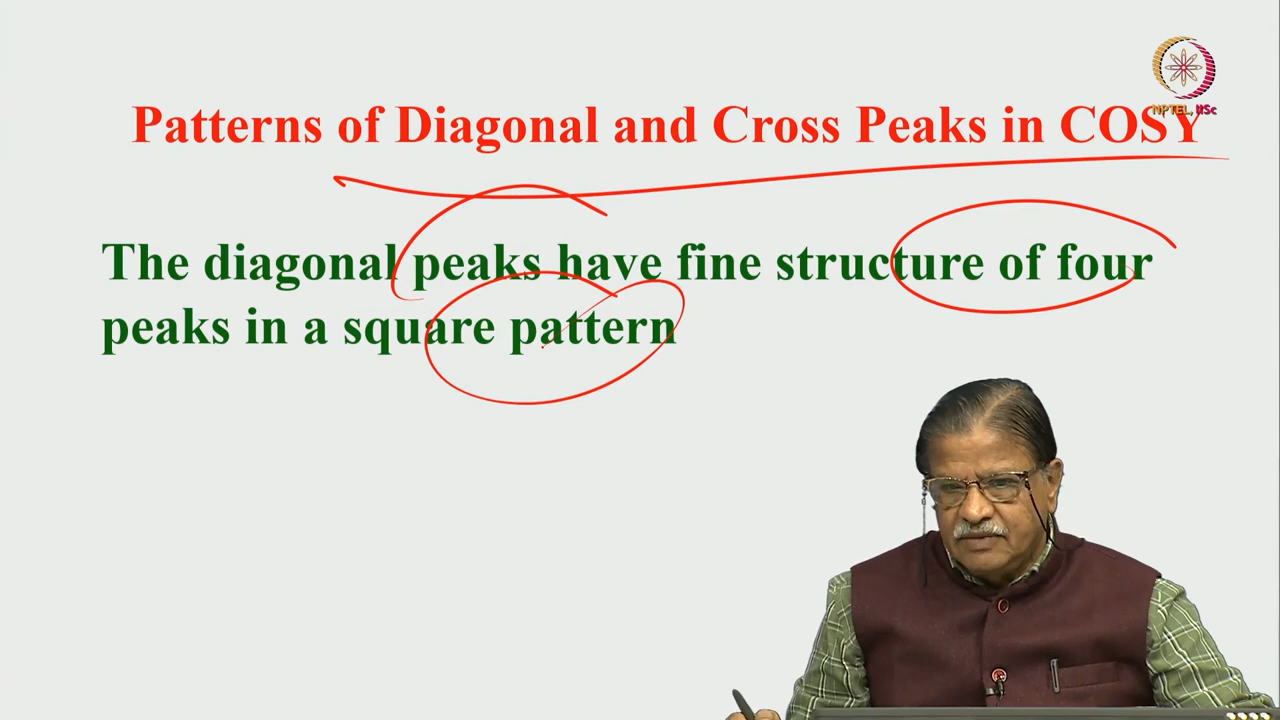 NPTEL, IISc
Patterns of Diagonal and Cross Peaks in COSY
The diagonal peaks have fine structure of four
peaks in a square pattern